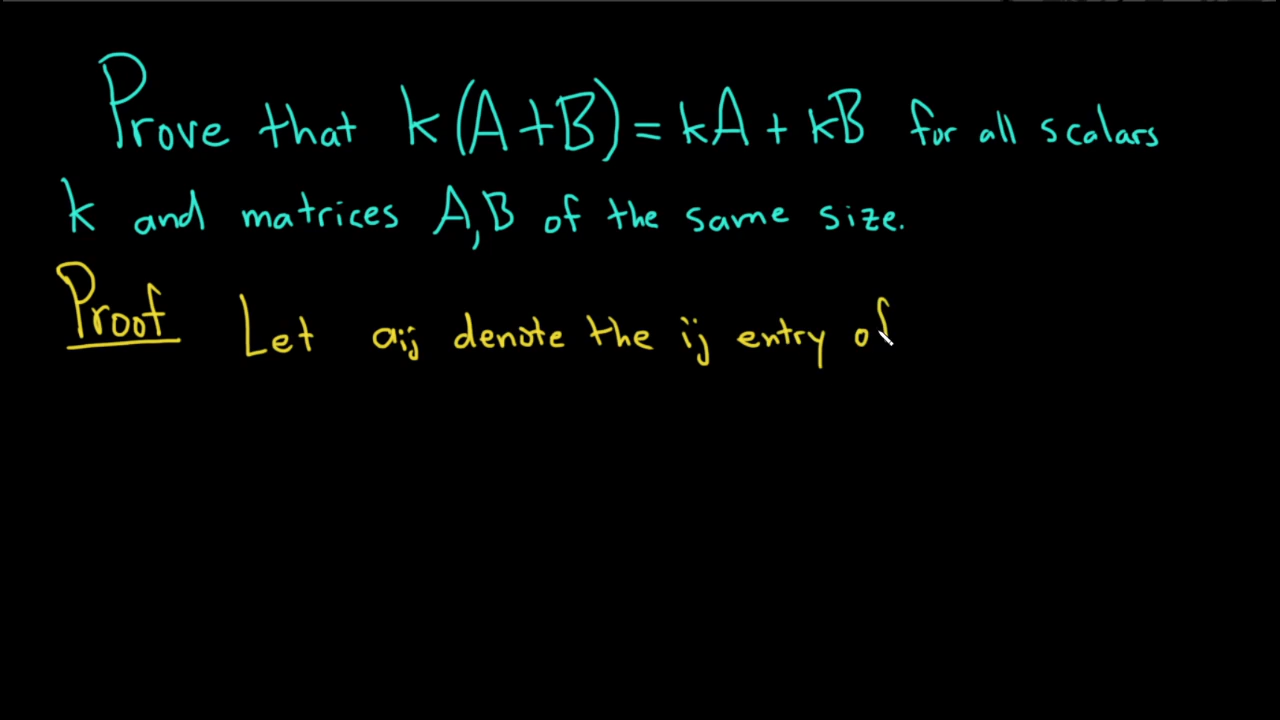 Prove that k(A+B) = kA + kB for all scalars
k and matrices A, B of the same size.
Proof Let aij denote the ij entry of